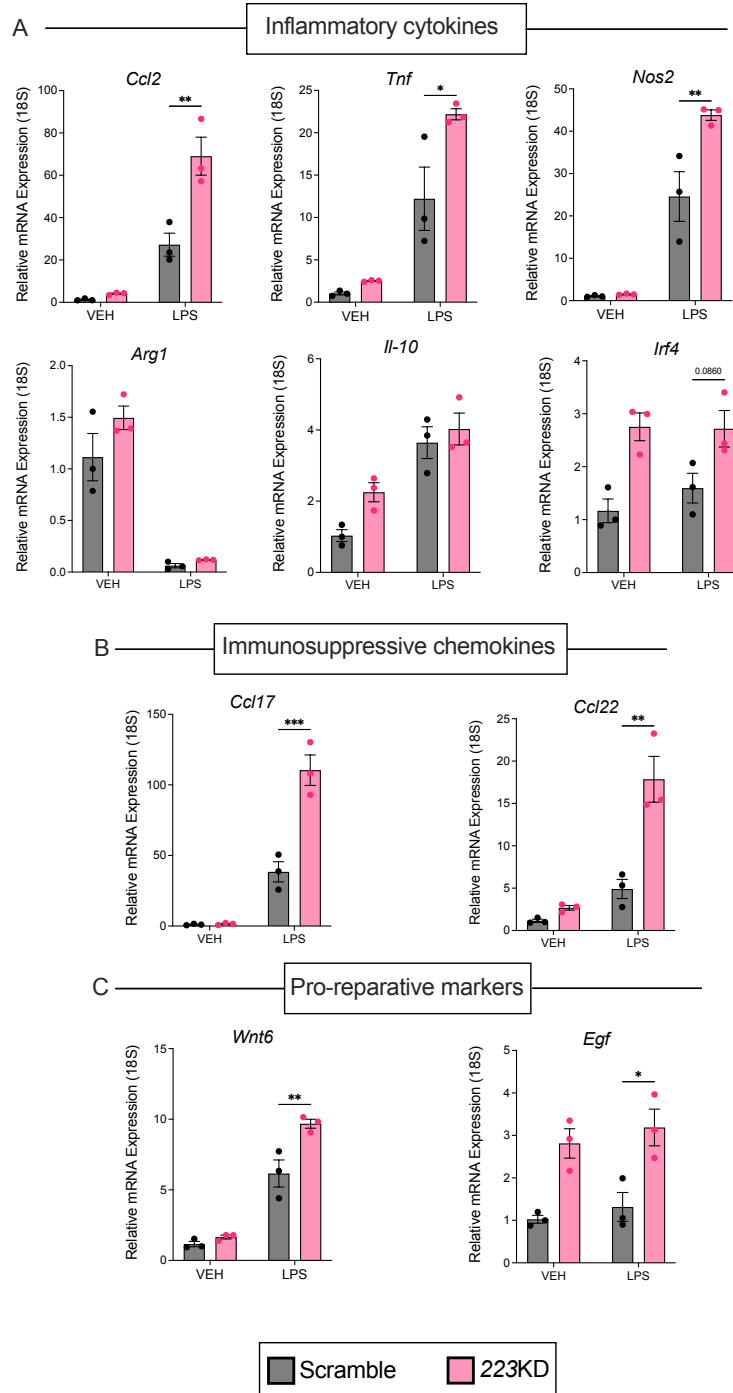 A
Inflammatory cytokines
Ccl2
Relative mRNA Expression (18S)
100
80
60
40
20
0
**
VEH
LPS
Tnf
Relative mRNA Expression (18S)
25
20
15
10
5
0
*
VEH
LPS
Nos2
Relative mRNA Expression (18S)
60
40
20
0
**
VEH
LPS
Arg1
Relative mRNA Expression (18S)
2.0
1.5
1.0
0.5
0.0
VEH
LPS
Il-10
Relative mRNA Expression (18S)
6
4
2
0
VEH
LPS
Irf4
Relative mRNA Expression (18S)
4
3
2
1
0
0.0860
VEH
LPS
B
Immunosuppressive chemokines
Ccl17
Relative mRNA Expression (18S)
150
100
50
0
***
VEH
LPS
Ccl22
Relative mRNA Expression (18S)
25
20
15
10
5
0
**
VEH
LPS
C
Pro-reparative markers
Wnt6
Relative mRNA Expression (18S)
15
10
5
0
**
VEH
LPS
Egf
Relative mRNA Expression (18S)
5
4
3
2
1
0
*
VEH
LPS
Scramble
223KD